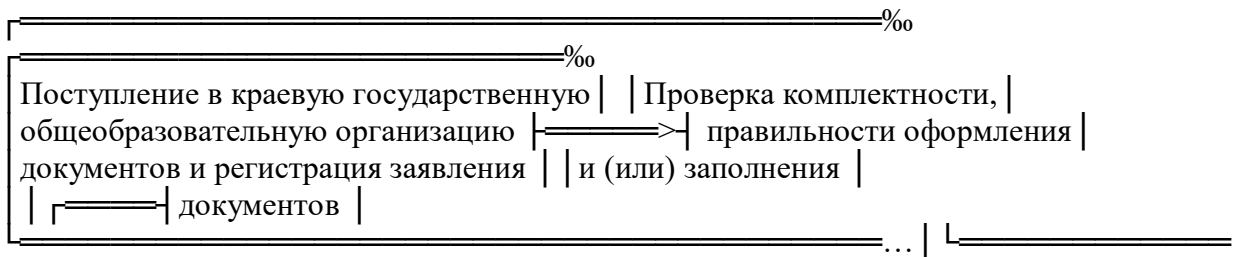 ┌══════════════════════════════════════‰
┌════════════════════════‰
│Поступление в краевую государственную│ │Проверка комплектности,│
│общеобразовательную организацию ├═════>┤ правильности оформления│
│документов и регистрация заявления ││и (или) заполнения │
││ ┌════┤документов │
└══════════════════════════════════════…│└════════════